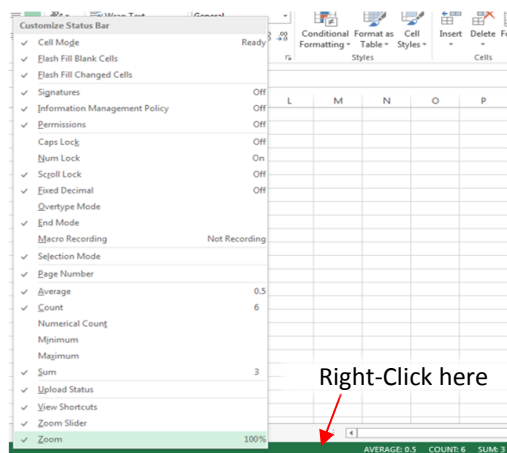 Wrap Text General
Conditional Format as Cell Insert Delete
Formatting Table Styles
Styles Cells
Customize Status Bar
Cell Mode Ready
Flash Fill Blank Cells
Flash Fill Changed Cells
Signatures Off
Information Management Policy Off
Permissions Off
Caps Lock Off
Num Lock On
Scroll Lock Off
Fixed Decimal Off
Overtype Mode
End Mode
Macro Recording Not Recording
Selection Mode
Page Number
Average 0.5
Count 6
Numerical Count
Minimum
Maximum
Sum 3
Upload Status
View Shortcuts
Zoom Slider
Zoom 100%
L M N O P
Right-Click here
AVERAGE: 0.5 COUNT: 6 SUM: 3